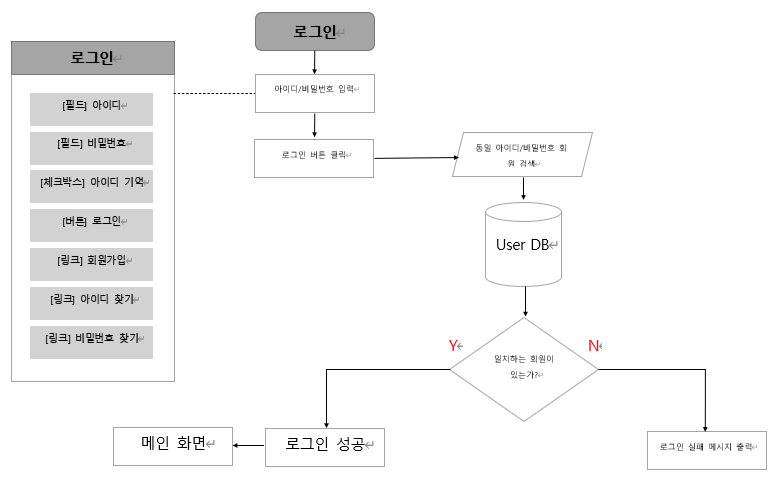 로그인
로그인
[필드] 아이디
[필드] 비밀번호
[체크박스] 아이디 기억
[버튼] 로그인
[링크] 회원가입
[링크] 아이디 찾기
[링크] 비밀번호 찾기
아이디/비밀번호 입력
로그인 버튼 클릭
동일 아이디/비밀번호 회
원 검색
User DB
Y
N
일치하는 회원이
있는가?
메인 화면
로그인 성공
로그인 실패 메시지 출력